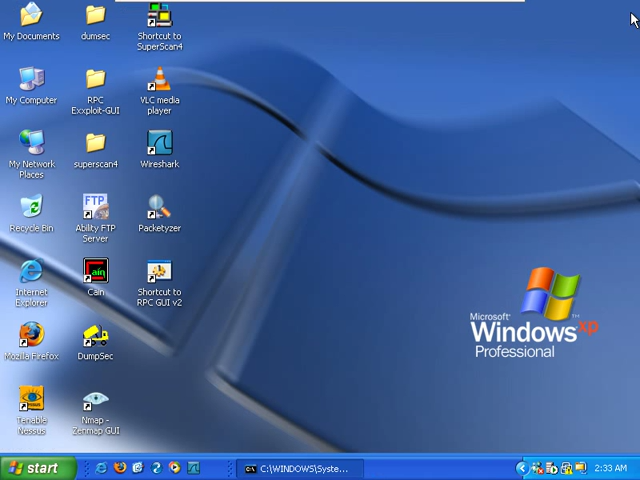 My Documents
dumsec
Shortcut to
SuperScan4
My Computer
RPC
Exxploit-GUI
VLC media
player
My Network
Places
superscan4
Wireshark
Recycle Bin
FTP
Ability FTP
Server
Packetyzer
Internet
Explorer
Cain
Shortcut to
RPC GUI v2
Mozilla Firefox
DumpSec
Tenable
Nessus
Nmap -
Zenmap GUI
Microsoft®
Windows xp
Professional
start
C:\WINDOWS\Syste...
2:33 AM